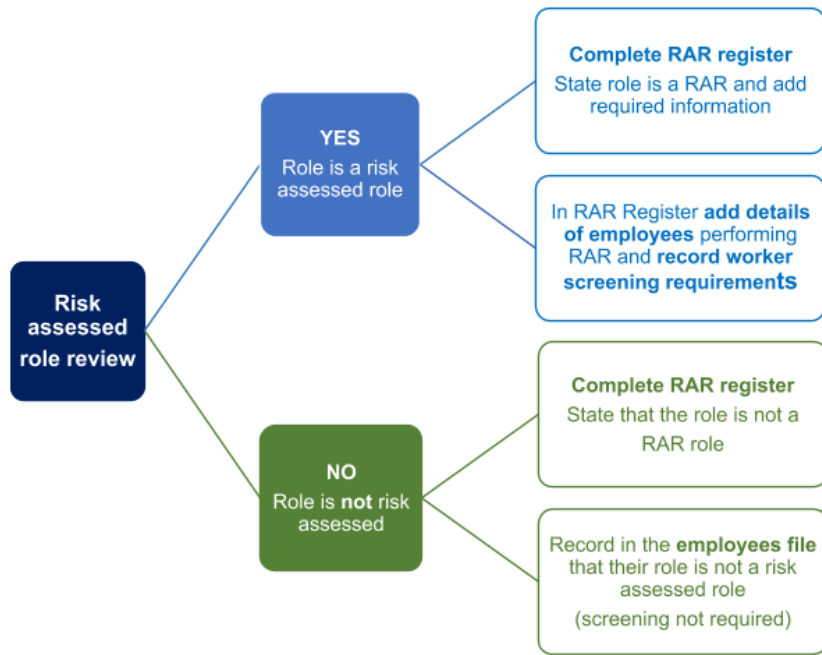 Risk
assessed
role review
YES
Role is a risk
assessed role
Complete RAR register
State role is a RAR and add
required information
In RAR Register add details
of employees performing
RAR and record worker
screening requirements
NO
Role is not risk
assessed
Complete RAR register
State that the role is not a
RAR role
Record in the employees file
that their role is not a risk
assessed role
(screening not required)